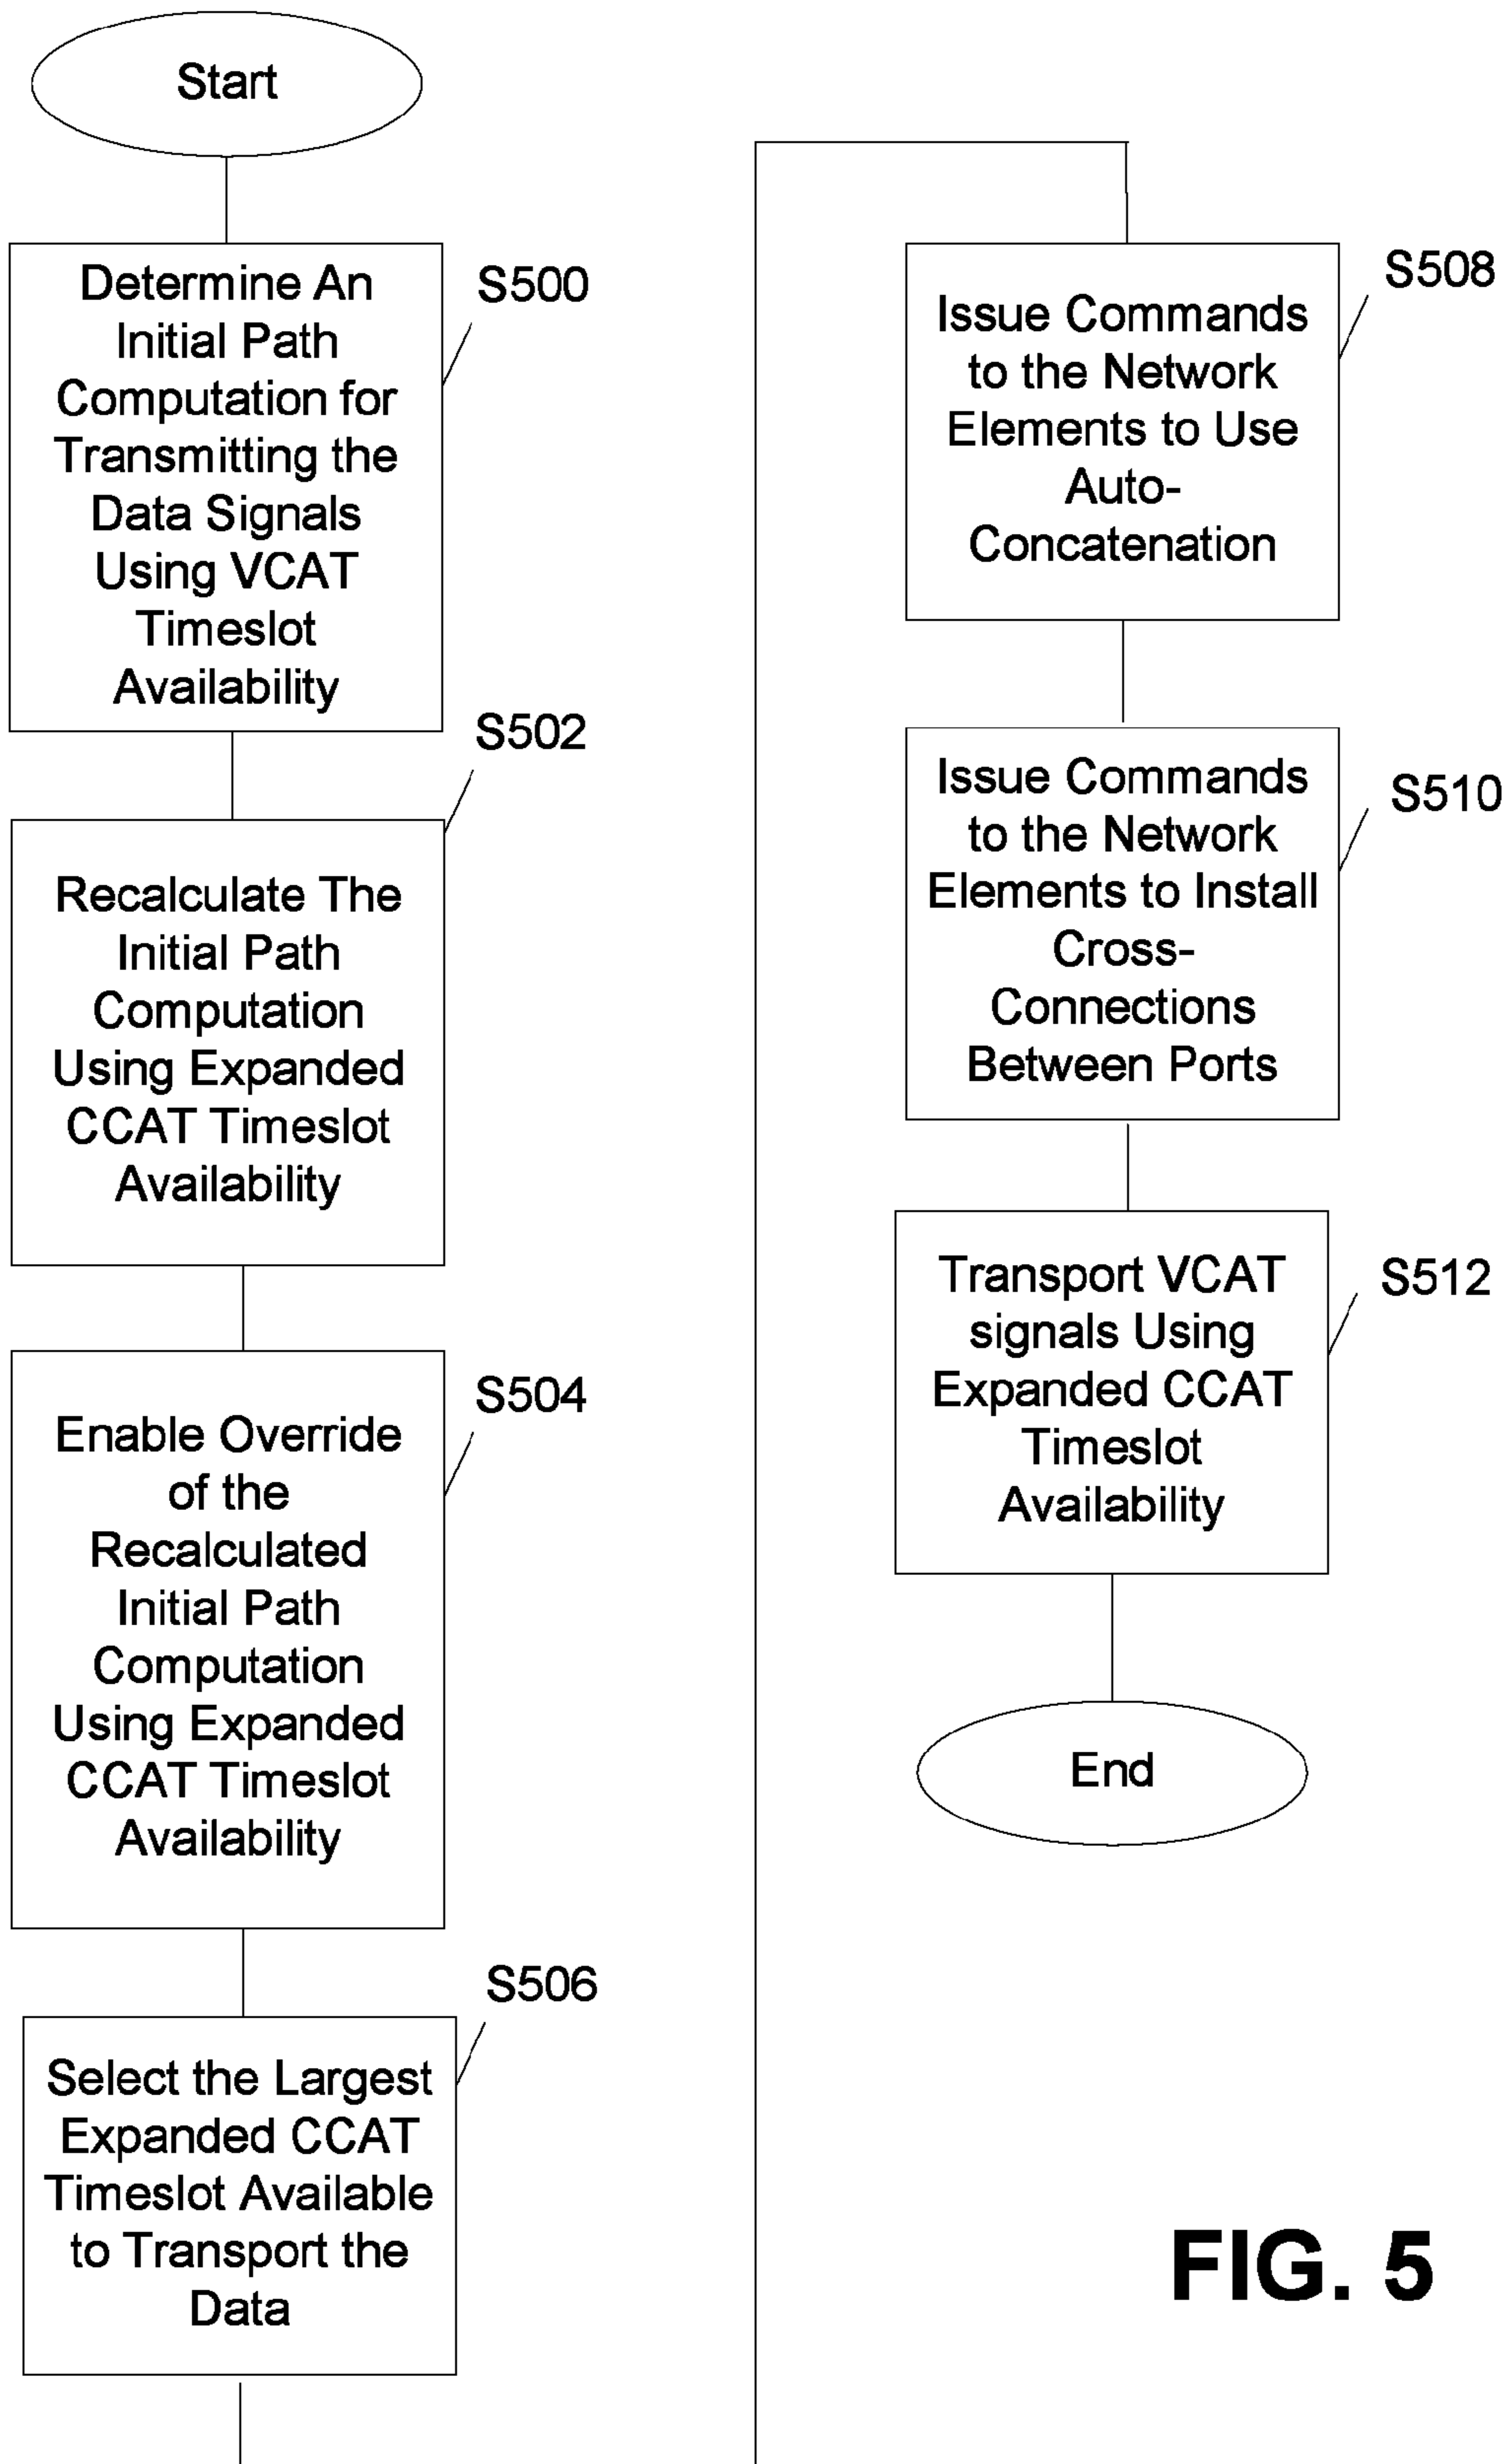 Start
Determine An
Initial Path
Computation for
Transmitting the
Data Signals
Using VCAT
Timeslot
Availability
S500
Recalculate The
Initial Path
Computation
Using Expanded
CCAT Timeslot
Availability
S502
Enable Override
of the
Recalculated
Initial Path
Computation
Using Expanded
CCAT Timeslot
Availability
S504
Select the Largest
Expanded CCAT
Timeslot Available
to Transport the
Data
S506
Issue Commands
to the Network
Elements to Use
Auto-
Concatenation
S508
Issue Commands
to the Network
Elements to Install
Cross-
Connections
Between Ports
S510
Transport VCAT
signals Using
Expanded CCAT
Timeslot
Availability
S512
End
FIG. 5